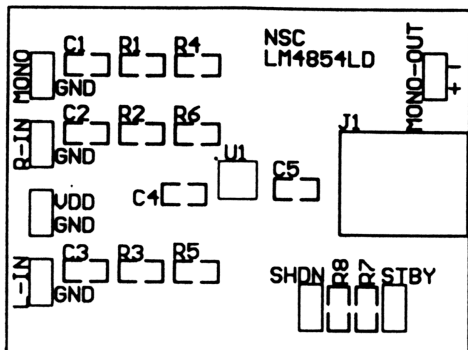 C1 R1 R4 NSC
LM4854LD
MONO
GND
MONO-OUT
-
+
C2 R2 R6
R-IN
GND
J1
U1
C5
C4
VDD
GND
C3 R3 R5
L-IN
GND
SHDN R8 R7 STBY